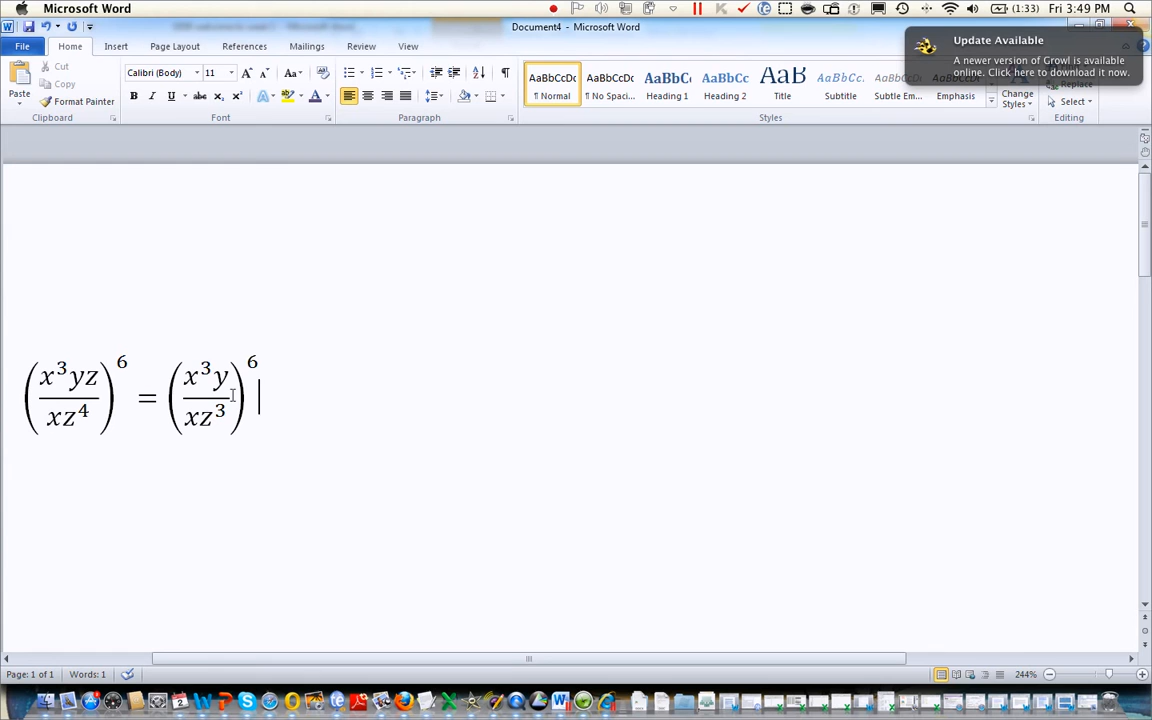 Microsoft Word
(1:33) Fri 3:49 PM
Document4 - Microsoft Word
File Home Insert Page Layout References Mailings Review View
Update Available
A newer version of Growl is available
online. Click here to download it now.
Paste
Cut
Copy
Format Painter
Calibri (Body) 11
AaBbCcDc AaBbCcDc AaBbC( AaBbCc AaB AaBbCc. AaBbCcD AaBbCcD
¶ Normal ¶ No Spaci... Heading 1 Heading 2 Title Subtitle Subtle Em... Emphasis
Change
Styles
Replace
Select
Clipboard Font Paragraph Styles Editing
(x³yz/xz⁴)⁶ = (x³y/xz³)⁶
Page: 1 of 1 Words: 1
244%